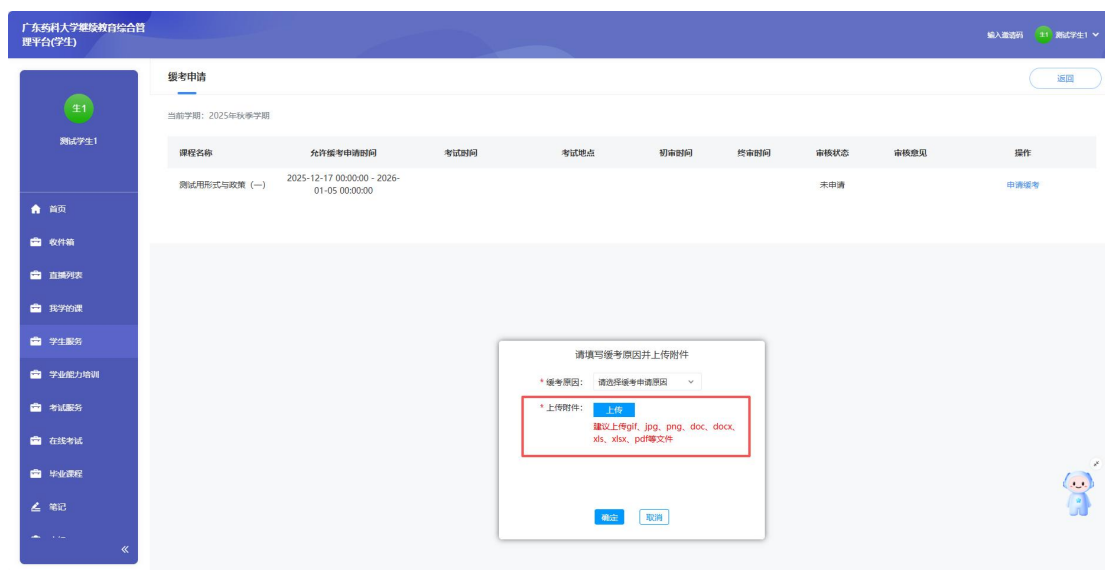 广东药科大学继续教育综合管
理平台(学生)
输入邀请码
生1 测试学生1
生1
测试学生1
首页
收件箱
直播列表
我学的课
学生服务
学业能力培训
考试服务
在线考试
毕业课程
笔记
缓考申请
返回
当前学期：2025年秋季学期
课程名称 允许缓考申请时间 考试时间 考试地点 初审时间 终审时间 审核状态 审核意见 操作
测试用形式与政策（一） 2025-12-17 00:00:00 - 2026-
01-05 00:00:00
未申请 申请缓考
请填写缓考原因并上传附件
* 缓考原因： 请选择缓考申请原因
* 上传附件： 上传
建议上传gif、jpg、png、doc、docx、
xls、xlsx、pdf等文件
确定 取消